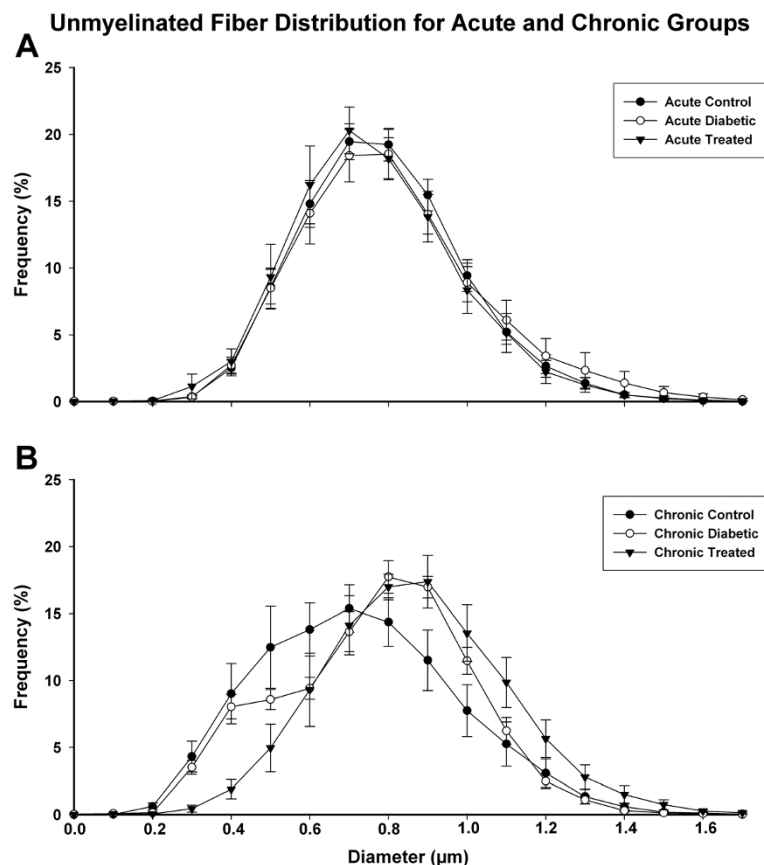 Unmyelinated Fiber Distribution for Acute and Chronic Groups
A
25
20
15
10
5
0
Frequency (%)
Acute Control
Acute Diabetic
Acute Treated
B
25
20
15
10
5
0
Frequency (%)
Chronic Control
Chronic Diabetic
Chronic Treated
0.0 0.2 0.4 0.6 0.8 1.0 1.2 1.4 1.6
Diameter (µm)